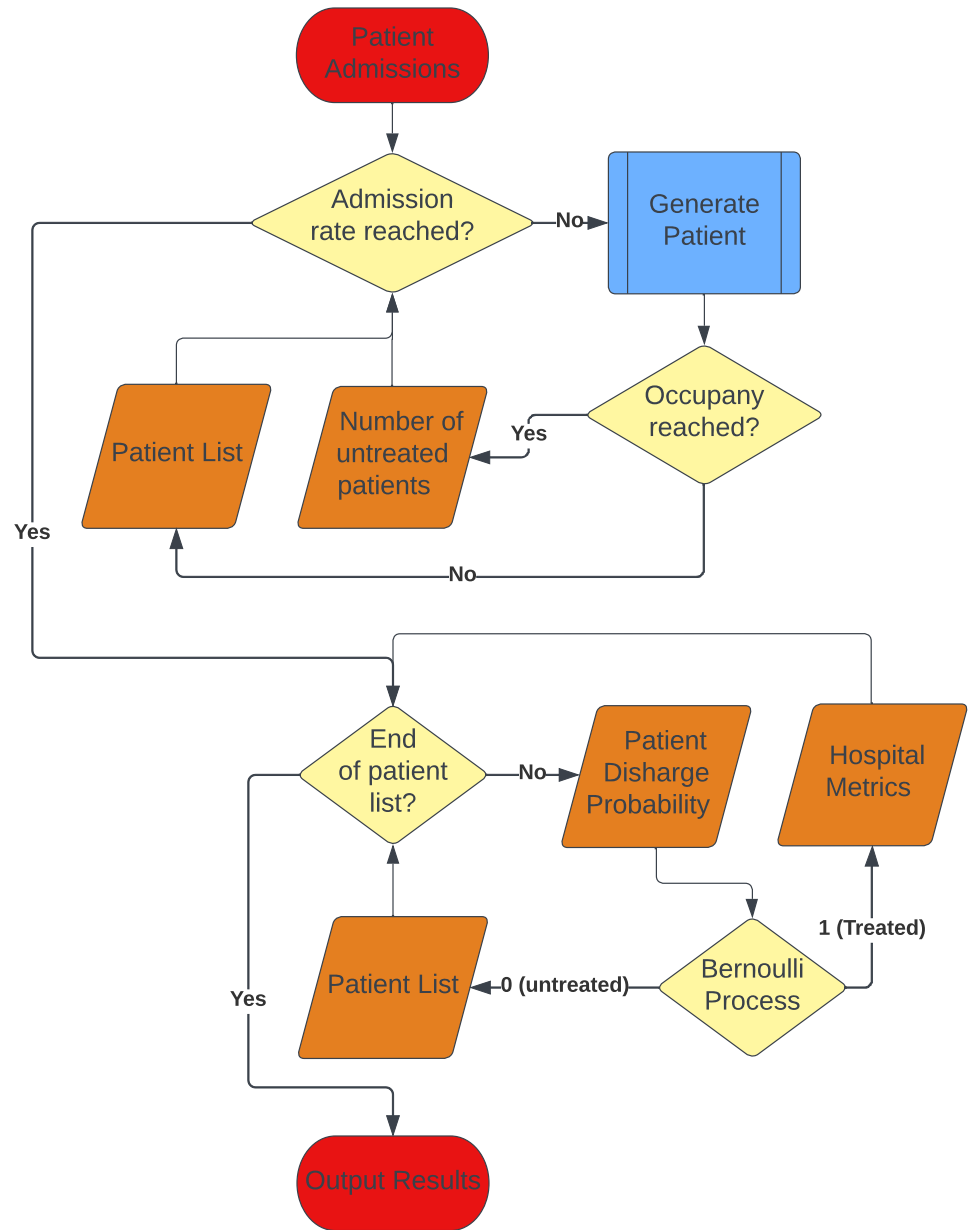 Patient
Admissions
Admission
rate reached?
No
Generate
Patient
Occupany
reached?
Yes
Patient List
Number of
untreated
patients
Yes
No
End
of patient
list?
No
Patient
Disharge
Probability
Hospital
Metrics
1 (Treated)
Bernoulli
Process
0 (untreated)
Patient List
Yes
Output Results